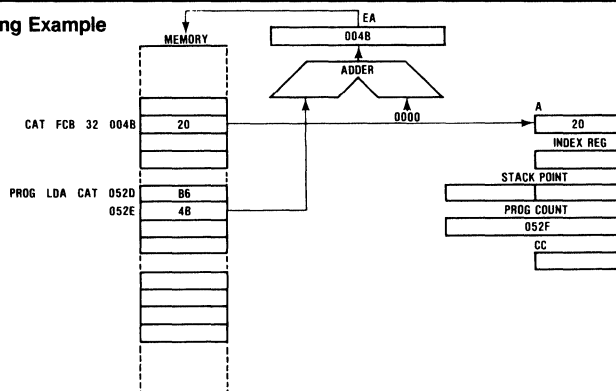 ng Example
EA
MEMORY
004B
ADDER
0000
A
CAT FCB 32 004B 20
20
INDEX REG
STACK POINT
PROG LDA CAT 052D B6
052E 4B
PROG COUNT
052F
CC